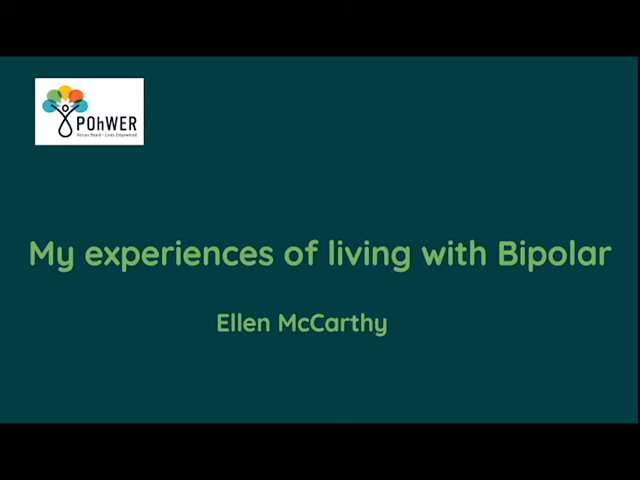 POhWER
Voices Heard • Lives Empowered
My experiences of living with Bipolar
Ellen McCarthy